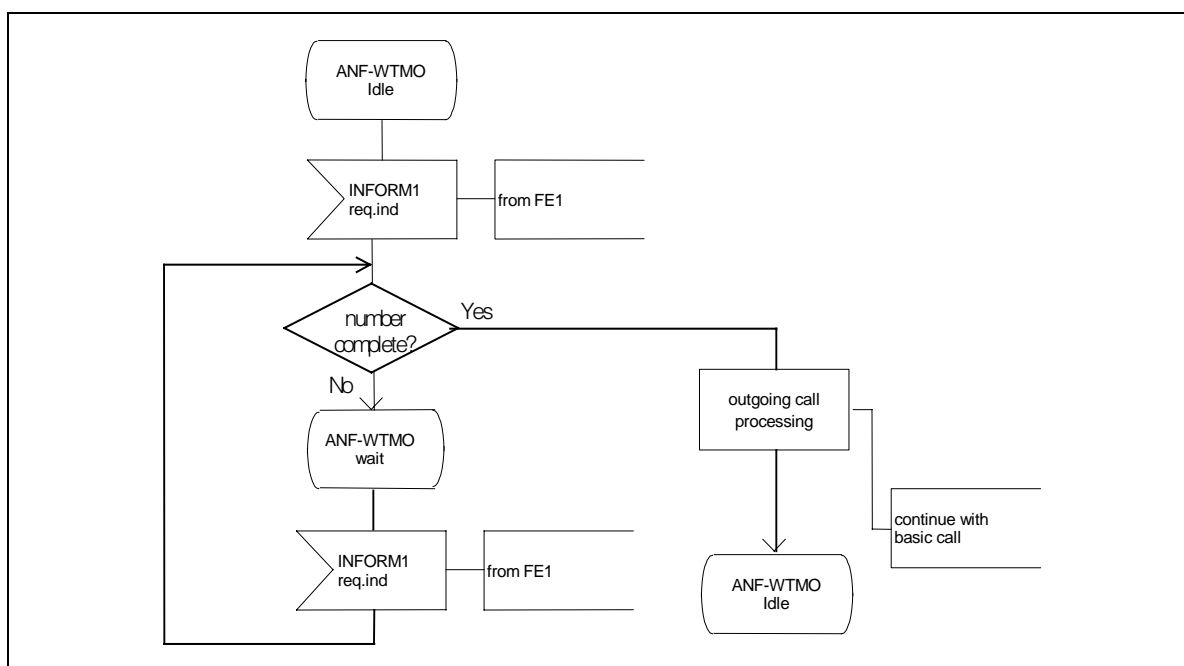 ANF-WTMO
Idle
INFORM1
req.ind
from FE1
number
complete?
Yes
No
outgoing call
processing
ANF-WTMO
wait
continue with
basic call
INFORM1
req.ind
from FE1
ANF-WTMO
Idle